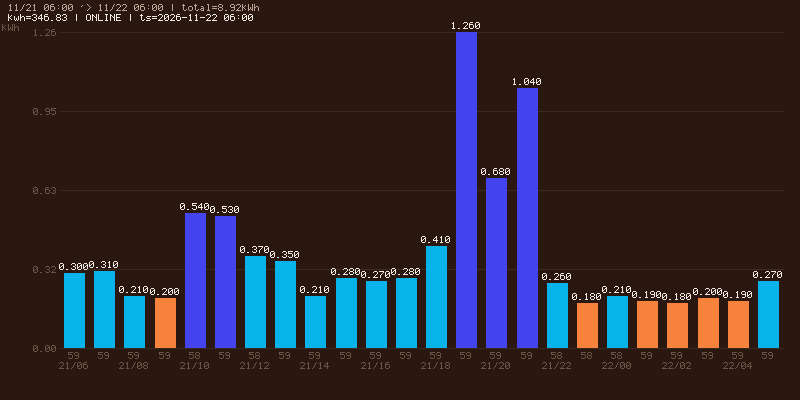 11/21 06:00 -> 11/22 06:00 | total=8.92KWh
Kwh=346.83 | ONLINE | ts=2026-11-22 06:00
KWh
1.26
0.95
0.63
0.32
0.00
0.300 0.310 0.210 0.200 0.540 0.530 0.370 0.350 0.210 0.280 0.270 0.280 0.410 1.260 0.680 1.040 0.260 0.180 0.210 0.190 0.180 0.200 0.190 0.270
59 59 59 59 58 59 59 59 59 59 59 59 59 59 59 59 58 58 59 59 59 59 59 59
21/06 21/08 21/10 21/12 21/14 21/16 21/18 21/20 21/22 22/00 22/02 22/04